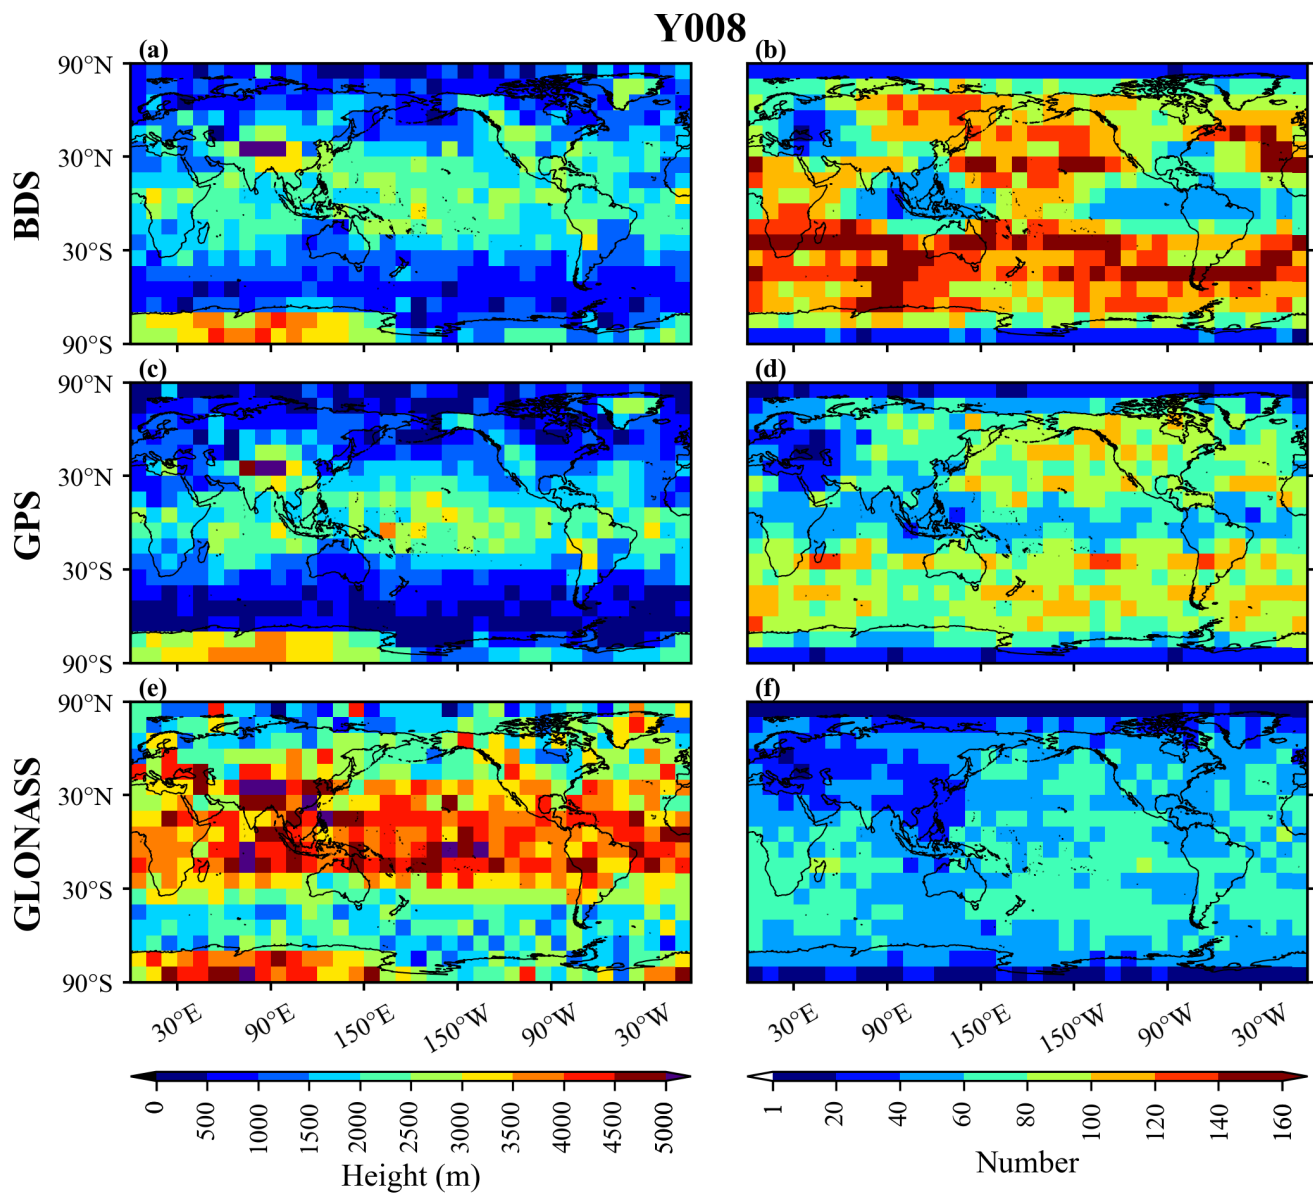 Y008
(a)
(b)
90°N
30°N
30°S
90°S
BDS
(c)
(d)
90°N
30°N
30°S
90°S
GPS
(e)
(f)
90°N
30°N
30°S
90°S
GLONASS
30°E 90°E 150°E 150°W 90°W 30°W
30°E 90°E 150°E 150°W 90°W 30°W
0 500 1000 1500 2000 2500 3000 3500 4000 4500 5000
Height (m)
1 20 40 60 80 100 120 140 160
Number